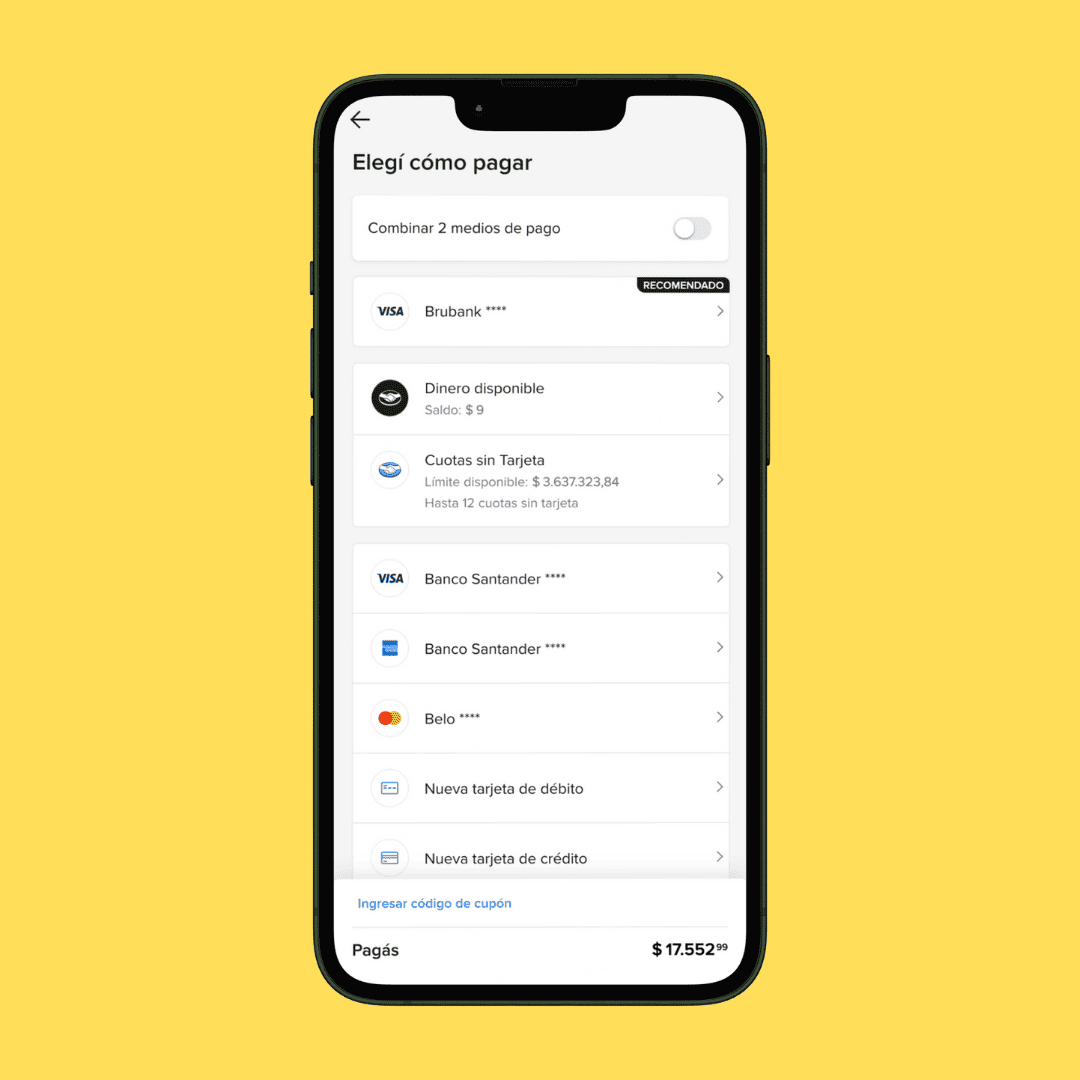 Elegí cómo pagar
Combinar 2 medios de pago
RECOMENDADO
VISA
Brubank ****
Dinero disponible
Saldo: $ 9
Cuotas sin Tarjeta
Límite disponible: $ 3.637.323,84
Hasta 12 cuotas sin tarjeta
VISA
Banco Santander ****
Banco Santander ****
Belo ****
Nueva tarjeta de débito
Nueva tarjeta de crédito
Ingresar código de cupón
Pagás
$ 17.552 99